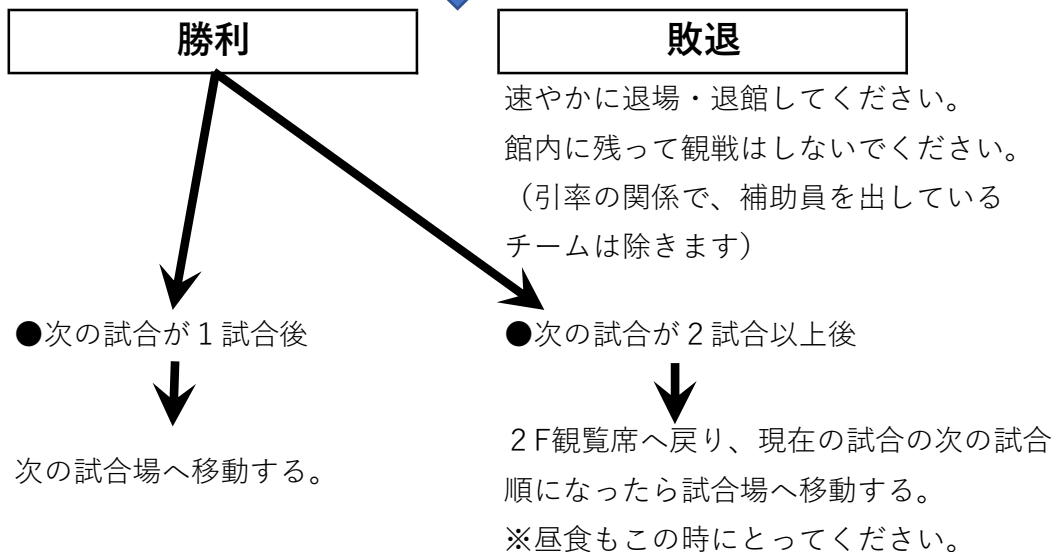 勝利
敗退
速やかに退場・退館してください。
館内に残って観戦はしないでください。
（引率の関係で、補助員を出している
チームは除きます）
●次の試合が１試合後
●次の試合が２試合以上後
次の試合場へ移動する。
２F観覧席へ戻り、現在の試合の次の試合
順になったら試合場へ移動する。
※昼食もこの時にとってください。